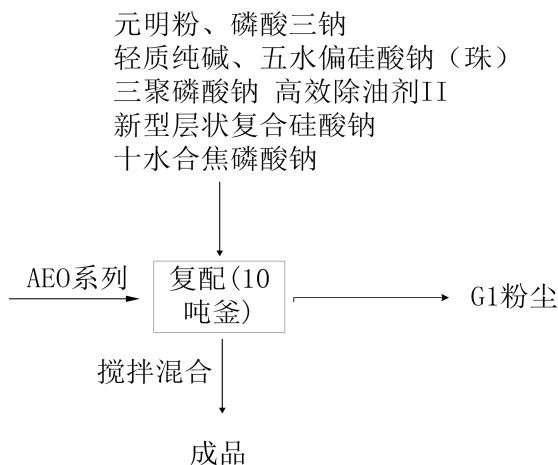 元明粉、磷酸三钠
轻质纯碱、五水偏硅酸钠（珠）
三聚磷酸钠 高效除油剂II
新型层状复合硅酸钠
十水合焦磷酸钠
AEO系列
复配(10
吨釜)
G1粉尘
搅拌混合
成品